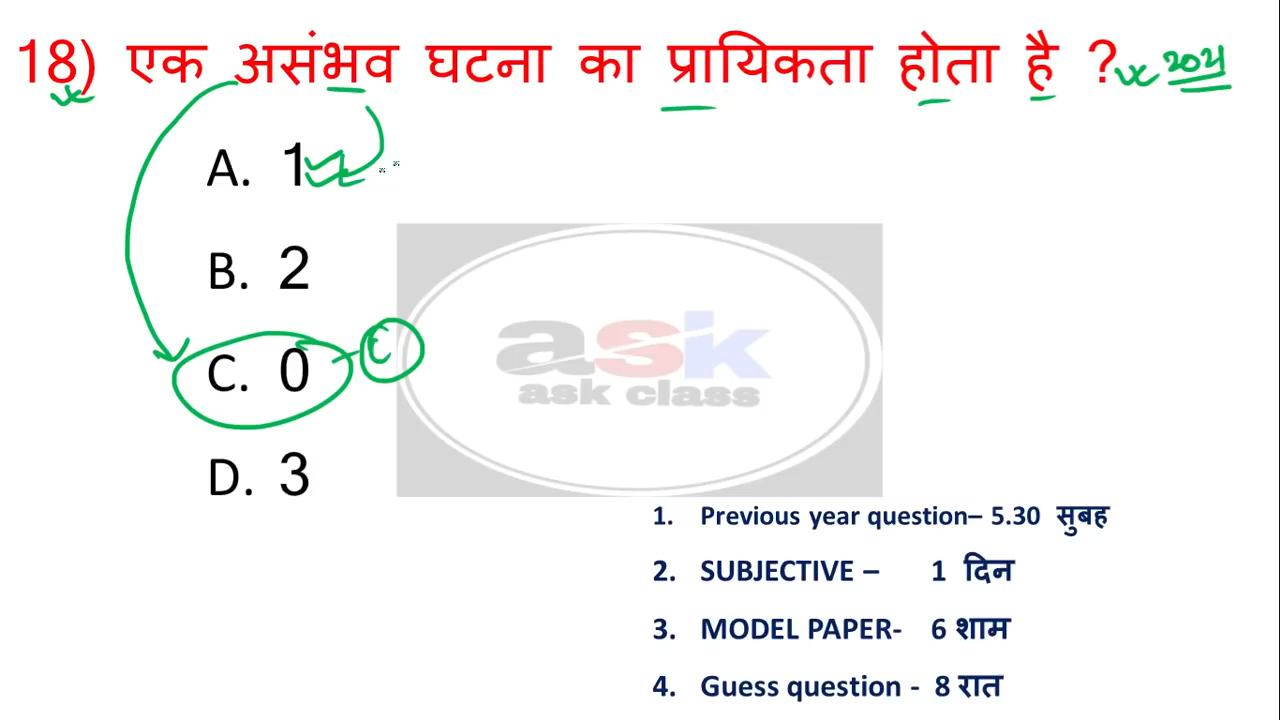 18) एक असंभव घटना का प्रायिकता होता है ? 2021
A. 1
B. 2
C. 0 C
D. 3
ask
ask class
1. Previous year question– 5.30 सुबह
2. SUBJECTIVE – 1 दिन
3. MODEL PAPER- 6 शाम
4. Guess question - 8 रात